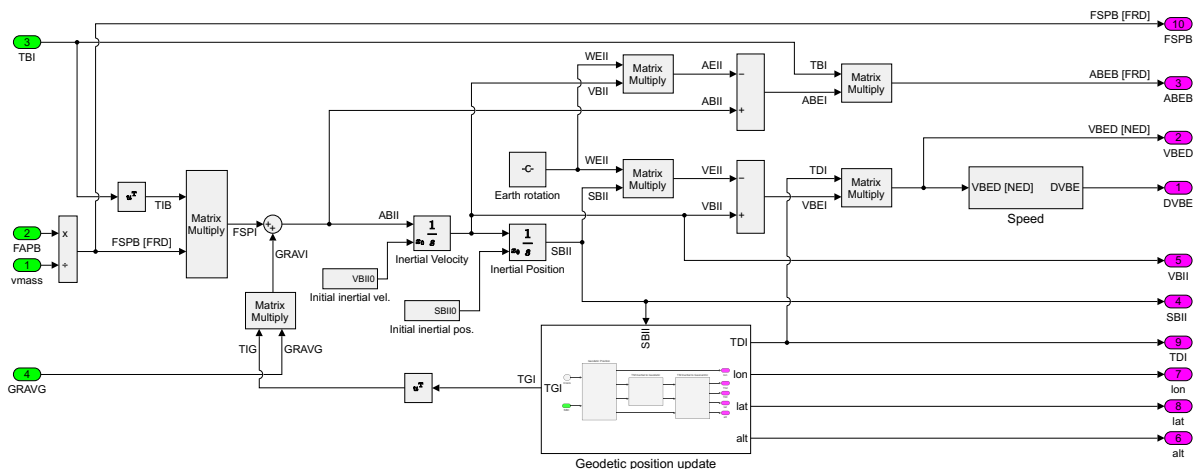 FSPB [FRD]
10
FSPB
3
TBI
WEII
VBII
Matrix
Multiply
AEII
ABII
−
+
TBI
ABEI
Matrix
Multiply
ABEB [FRD]
3
ABEB
VBED [NED]
2
VBED
-C-
Earth rotation
WEII
SBII
Matrix
Multiply
VEII
VBII
−
+
TDI
VBEI
Matrix
Multiply
VBED [NED]
DVBE
Speed
1
DVBE
uT
TIB
Matrix
Multiply
FSPI
+
+
ABII
1
s
x0
Inertial Velocity
1
s
x0
SBII
Inertial Position
2
FAPB
1
vmass
×
÷
FSPB [FRD]
GRAVI
VBII0
Initial inertial vel.
SBII0
Initial inertial pos.
5
VBII
4
SBII
Matrix
Multiply
TIG
GRAVG
4
GRAVG
uT
TGI
SBII
TGI
TDI
lon
lat
alt
Geodetic position update
9
TDI
7
lon
8
lat
6
alt